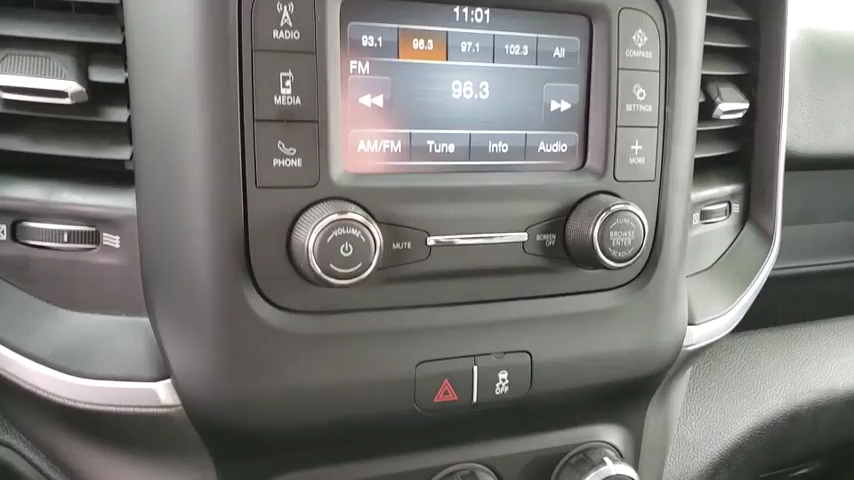 11:01
93.1 96.3 97.1 102.3 All
FM
96.3
AM/FM Tune Info Audio
RADIO
MEDIA
PHONE
COMPASS
SETTINGS
MORE
VOLUME
MUTE
SCREEN
OFF
TUNE
BROWSE
ENTER
SCROLL
OFF